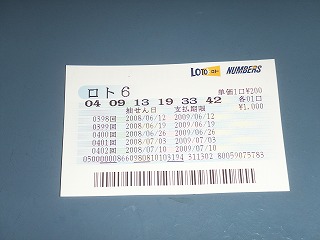 LOTO NUMBERS
ロト6 単価1口¥200
04 09 13 19 33 42 各01口
抽せん日 支払期限 ¥1,000
0398回 2008/06/12 2009/06/12
0399回 2008/06/19 2009/06/19
0400回 2008/06/26 2009/06/26
0401回 2008/07/03 2009/07/03
0402回 2008/07/10 2009/07/10
050000008660980810103194 311302 80059075783